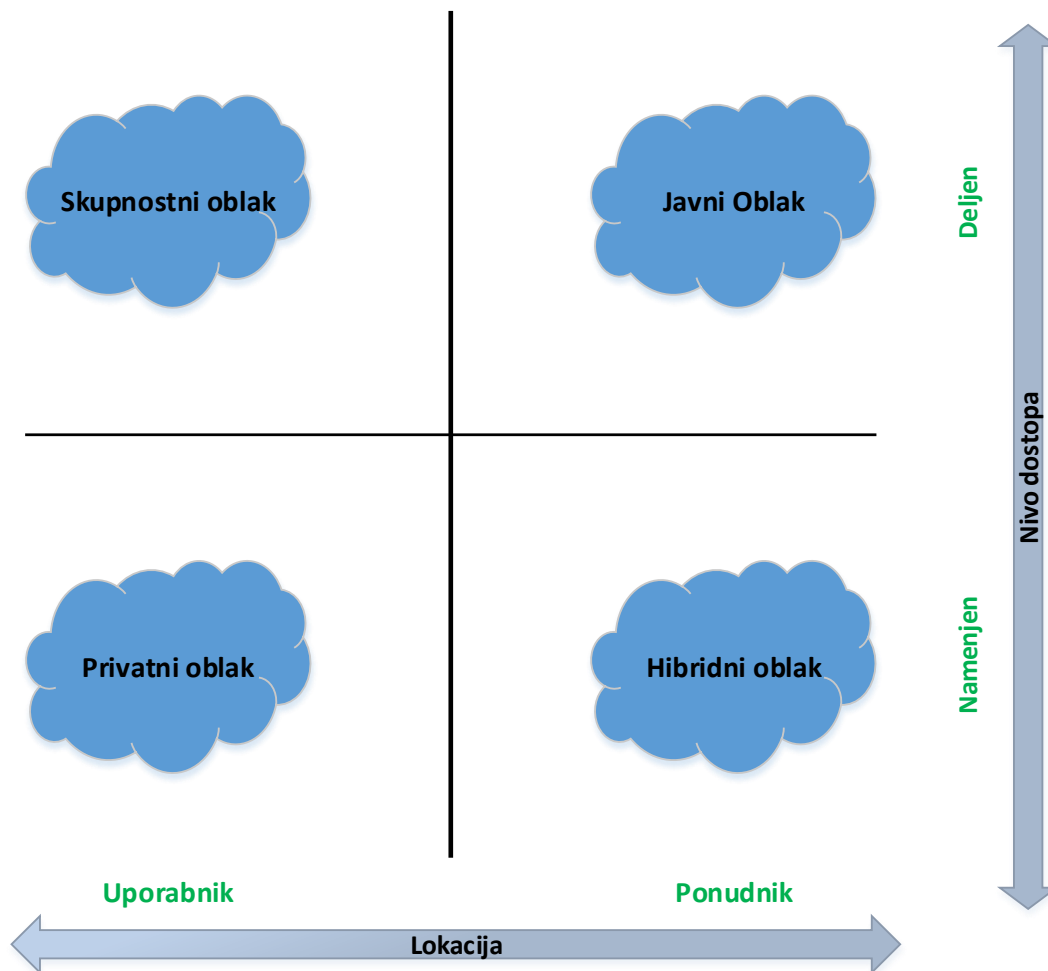 Skupnostni oblak
Javni Oblak
Deljen
Nivo dostopa
Privatni oblak
Hibridni oblak
Namenjen
Uporabnik
Ponudnik
Lokacija